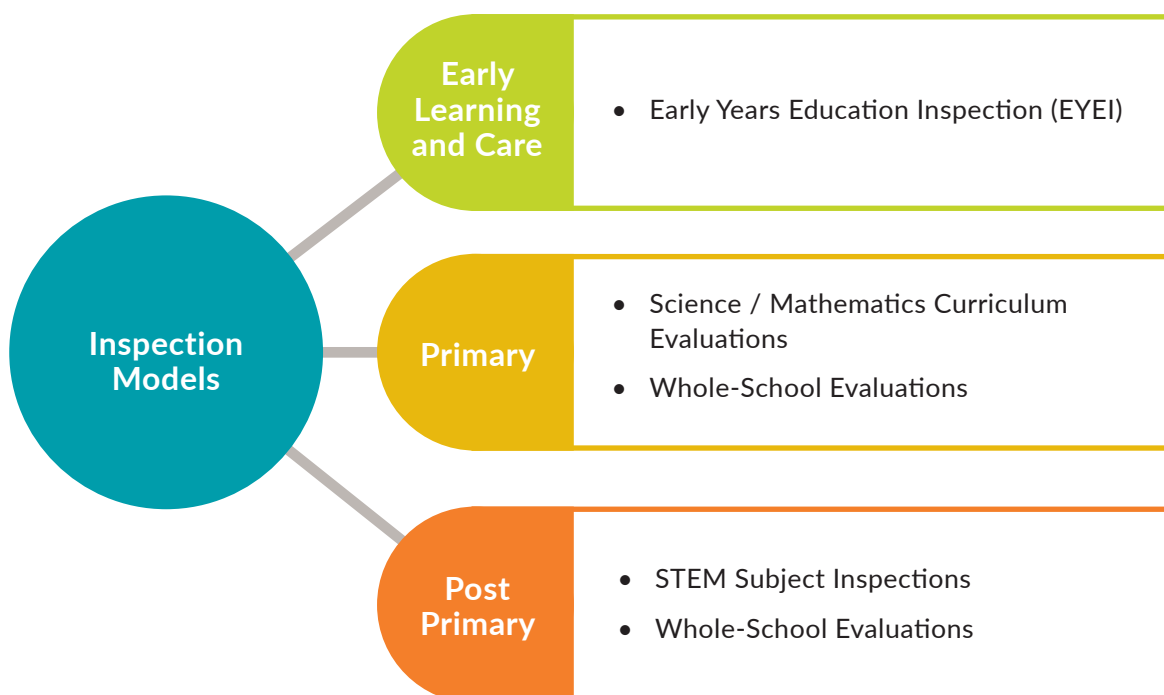 Inspection
Models
Early
Learning
and Care
• Early Years Education Inspection (EYEI)
Primary
• Science / Mathematics Curriculum
Evaluations
• Whole-School Evaluations
Post
Primary
• STEM Subject Inspections
• Whole-School Evaluations